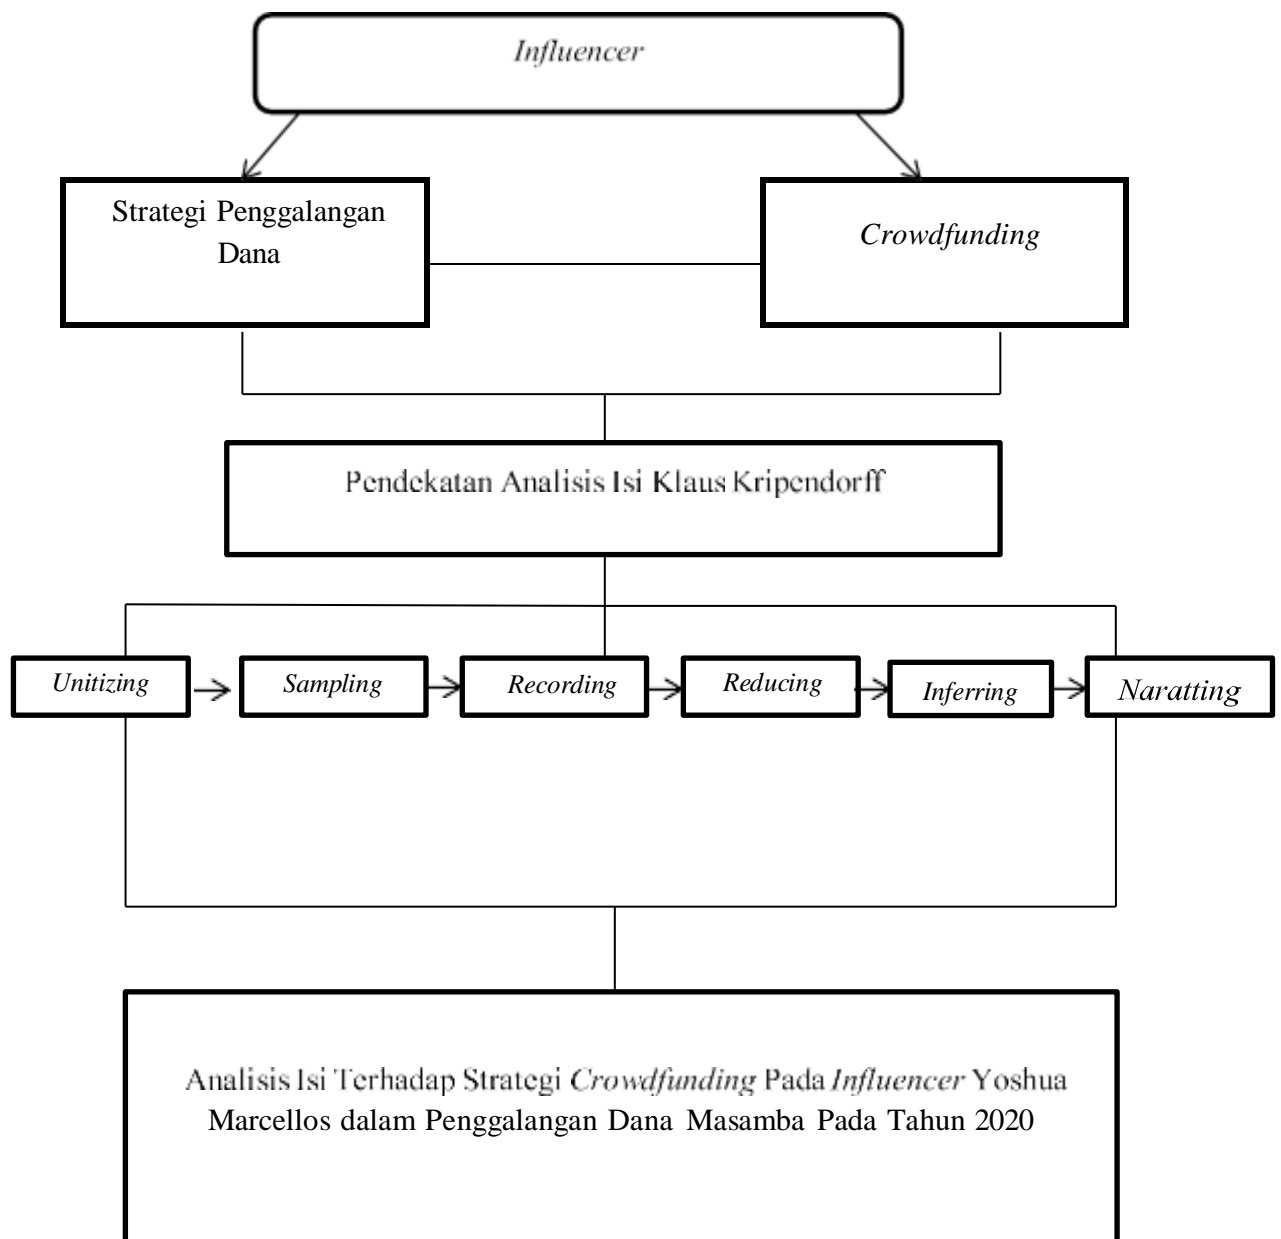 Influencer
Strategi Penggalangan
Dana
Crowdfunding
Pendekatan Analisis Isi Klaus Kripendorff
Unitizing
Sampling
Recording
Reducing
Inferring
Naratting
Analisis Isi Terhadap Strategi Crowdfunding Pada Influencer Yoshua
Marcellos dalam Penggalangan Dana Masamba Pada Tahun 2020